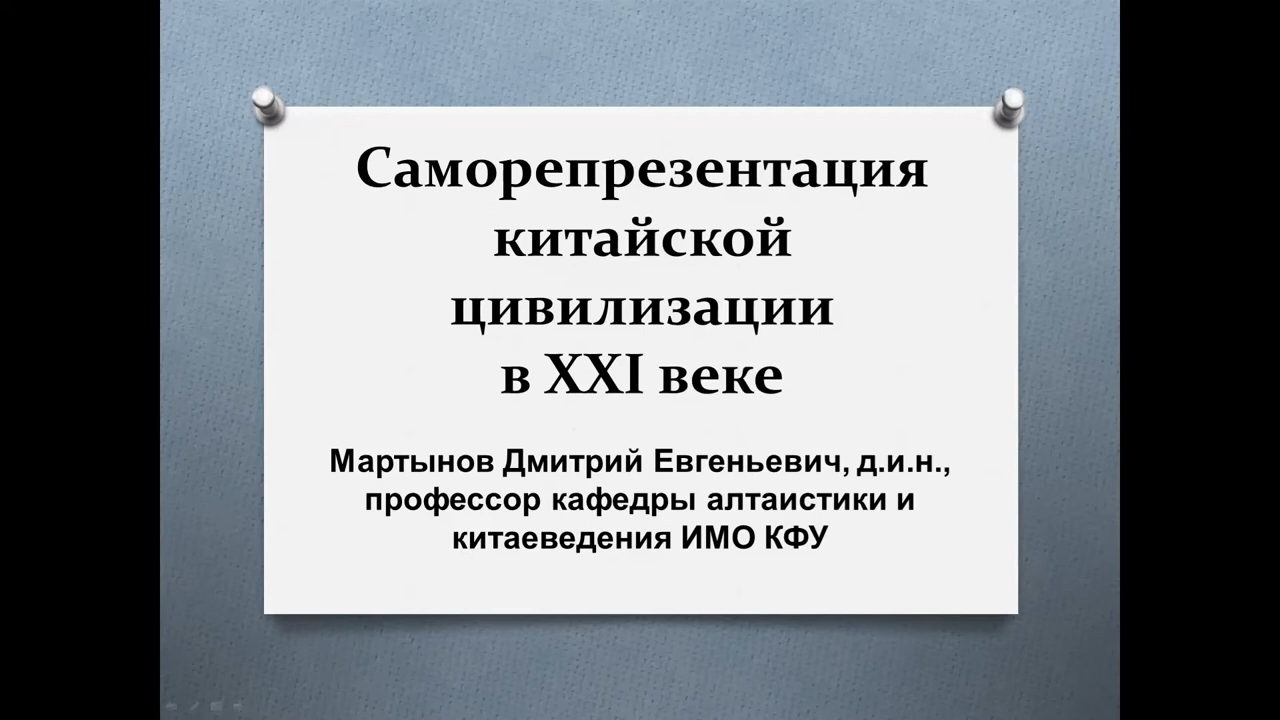 Саморепрезентация
китайской
цивилизации
в XXI веке
Мартынов Дмитрий Евгеньевич, д.и.н.,
профессор кафедры алтаистики и
китаеведения ИМО КФУ